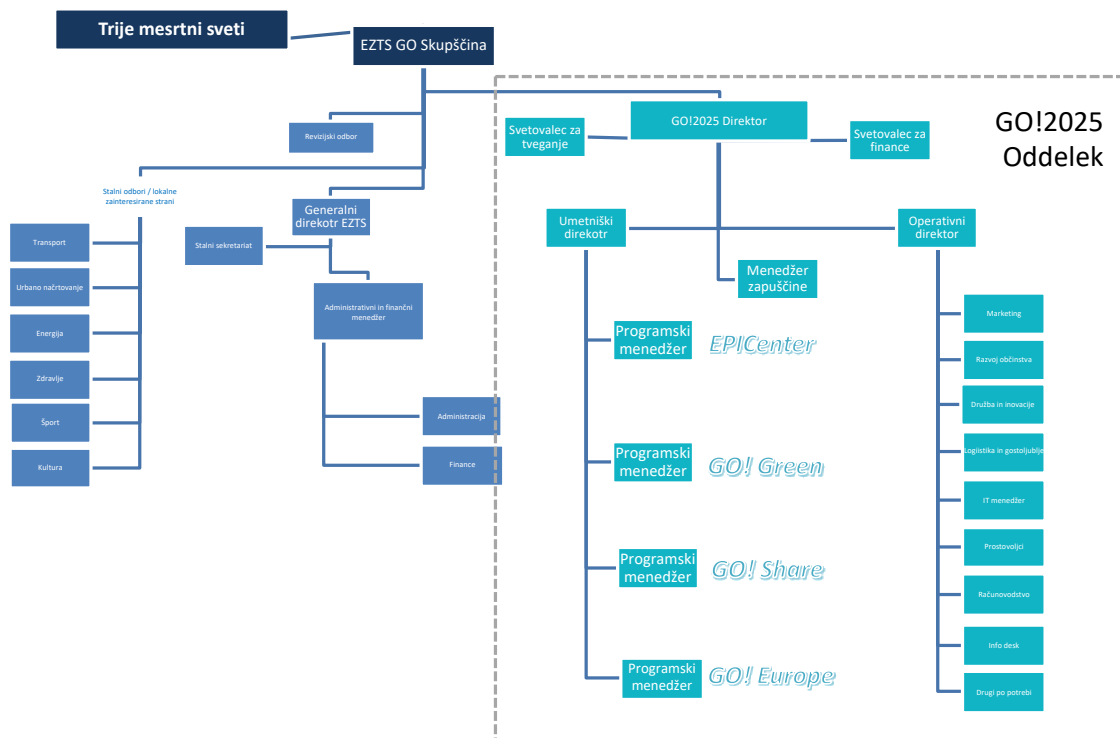 Trije mesrtni sveti
EZTS GO Skupščina
Revizijski odbor
Stalni odbori / lokalne
zainteresirane strani
Transport
Urbano načrtovanje
Energija
Zdravlje
Šport
Kultura
Generalni
direkotr EZTS
Stalni sekretariat
Administrativni in finančni
menedžer
Administracija
Finance
GO!2025
Oddelek
GO!2025 Direktor
Svetovalec za
tveganje
Svetovalec za
finance
Umetniški
direkotr
Operativni
direktor
Menedžer
zapuščine
Programski
menedžer
EPICenter
Programski
menedžer
GO! Green
Programski
menedžer
GO! Share
Programski
menedžer
GO! Europe
Marketing
Razvoj občinstva
Družba in inovacije
Logiistika in gostoljublje
IT menedžer
Prostovoljci
Računovodstvo
Info desk
Drugi po potrebi